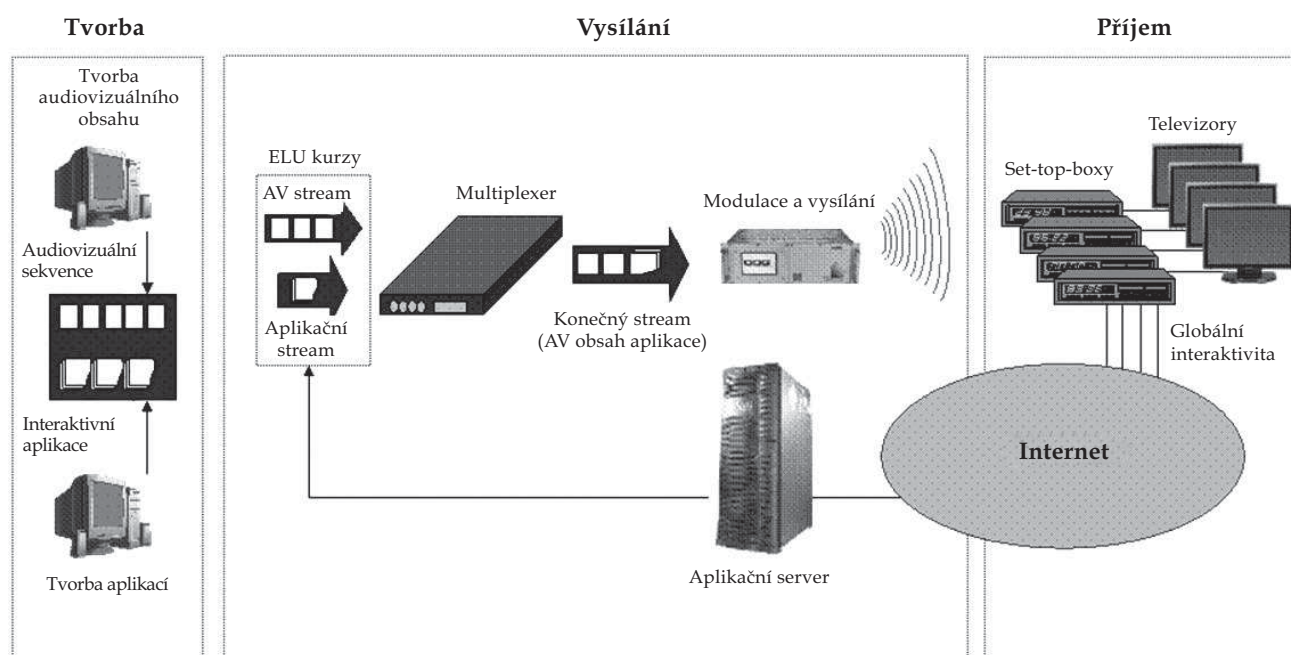 Tvorba
Vysílání
Příjem
Tvorba
audiovizuálního
obsahu
Audiovizuální
sekvence
Interaktivní
aplikace
Tvorba aplikací
ELU kurzy
AV stream
Aplikační
stream
Multiplexer
Konečný stream
(AV obsah aplikace)
Modulace a vysílání
Aplikační server
Televizory
Set-top-boxy
Globální
interaktivita
Internet